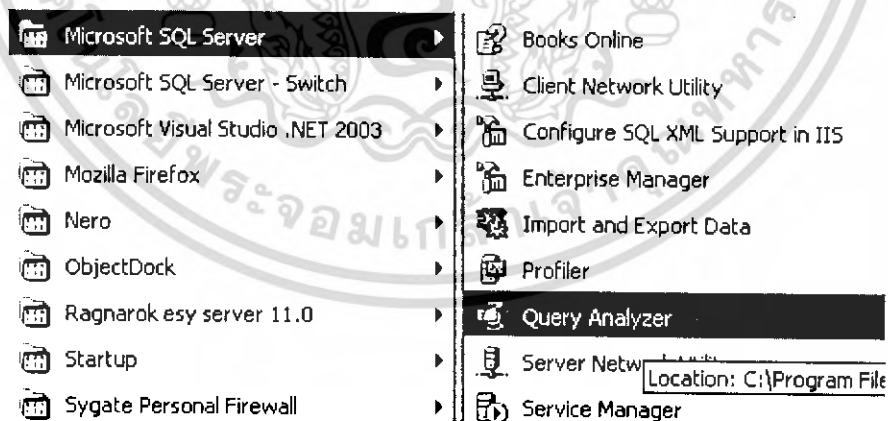 Microsoft SQL Server
Microsoft SQL Server - Switch
Microsoft Visual Studio .NET 2003
Mozilla Firefox
Nero
ObjectDock
Ragnarok esy server 11.0
Startup
Sygate Personal Firewall
Books Online
Client Network Utility
Configure SQL XML Support in IIS
Enterprise Manager
Import and Export Data
Profiler
Query Analyzer
Server Netw
Location: C:\Program File
Service Manager